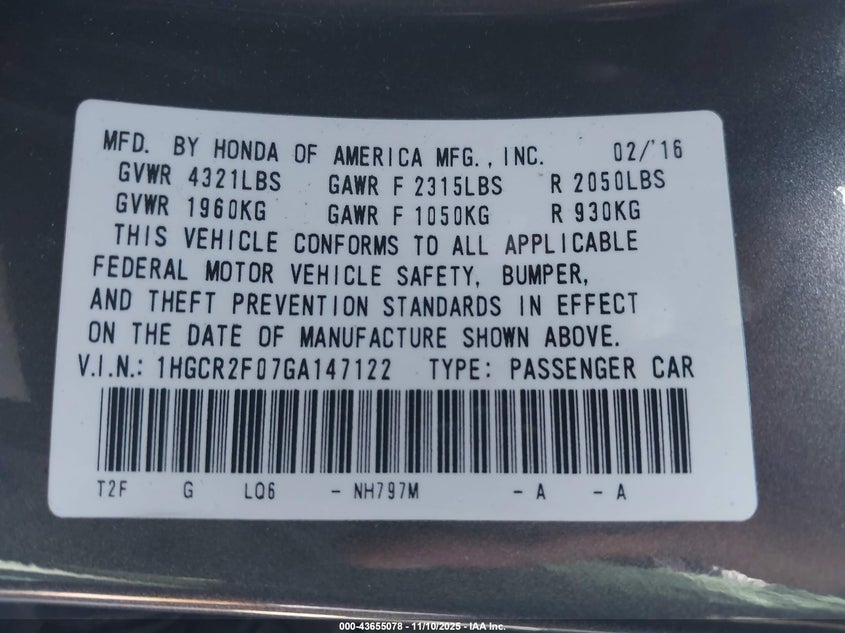 MFD. BY HONDA OF AMERICA MFG., INC. 02/'16
GVWR 4321LBS GAWR F 2315LBS R 2050LBS
GVWR 1960KG GAWR F 1050KG R 930KG
THIS VEHICLE CONFORMS TO ALL APPLICABLE
FEDERAL MOTOR VEHICLE SAFETY, BUMPER,
AND THEFT PREVENTION STANDARDS IN EFFECT
ON THE DATE OF MANUFACTURE SHOWN ABOVE.
V.I.N.: 1HGCR2F07GA147122 TYPE: PASSENGER CAR
T2F G LQ6 - NH797M - A - A
000-43655078 - 11/10/2025 - IAA Inc.